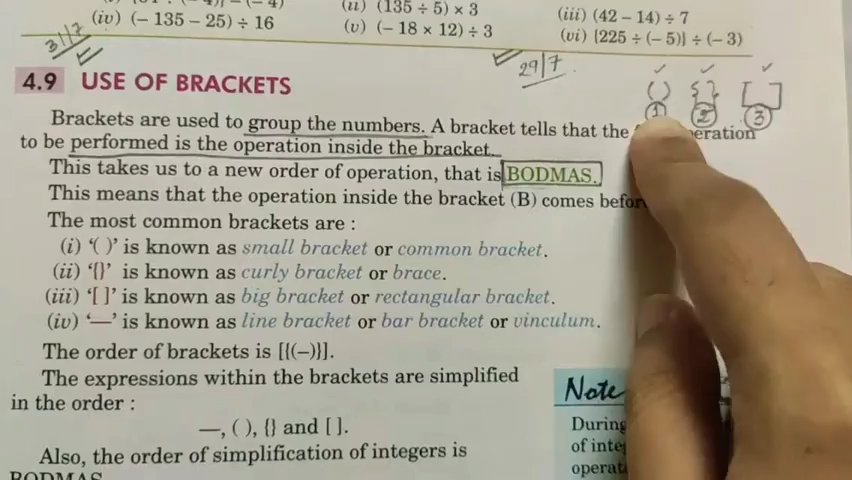 (iv) (– 135 – 25) ÷ 16
(ii) (135 ÷ 5) × 3
(v) (– 18 × 12) ÷ 3
(iii) (42 – 14) ÷ 7
(vi) {225 ÷ (– 5)} ÷ (– 3)
31/7
29/7
4.9 USE OF BRACKETS
( ) { } [ ]
1 2 3
Brackets are used to group the numbers. A bracket tells that the
to be performed is the operation inside the bracket.
This takes us to a new order of operation, that is BODMAS.
This means that the operation inside the bracket (B) comes
The most common brackets are :
(i) ‘( )’ is known as small bracket or common bracket.
(ii) ‘{}’ is known as curly bracket or brace.
(iii) ‘[ ]’ is known as big bracket or rectangular bracket.
(iv) ‘—’ is known as line bracket or bar bracket or vinculum.
The order of brackets is [{(–)}].
The expressions within the brackets are simplified
in the order :
—, ( ), {} and [ ].
Also, the order of simplification of integers is
BODMAS
Note
During
of